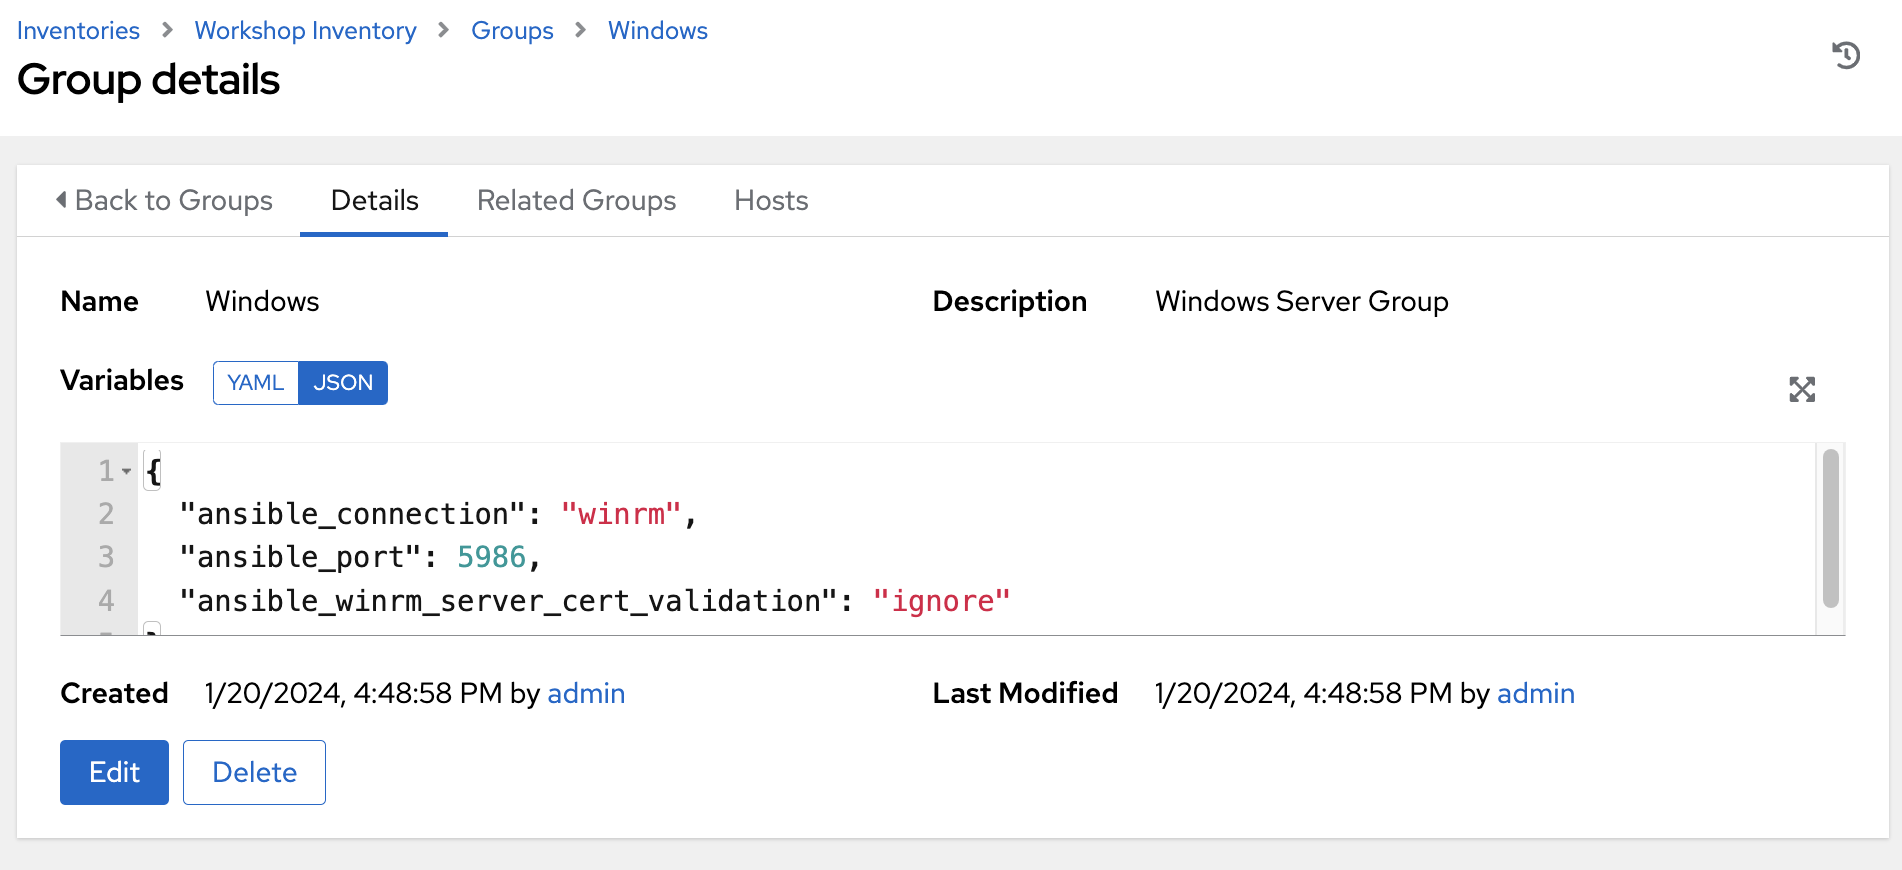 Inventories > Workshop Inventory > Groups > Windows
Group details
Back to Groups Details Related Groups Hosts
Name Windows Description Windows Server Group
Variables YAML JSON
1 {
2 "ansible_connection": "winrm",
3 "ansible_port": 5986,
4 "ansible_winrm_server_cert_validation": "ignore"
Created 1/20/2024, 4:48:58 PM by admin Last Modified 1/20/2024, 4:48:58 PM by admin
Edit Delete